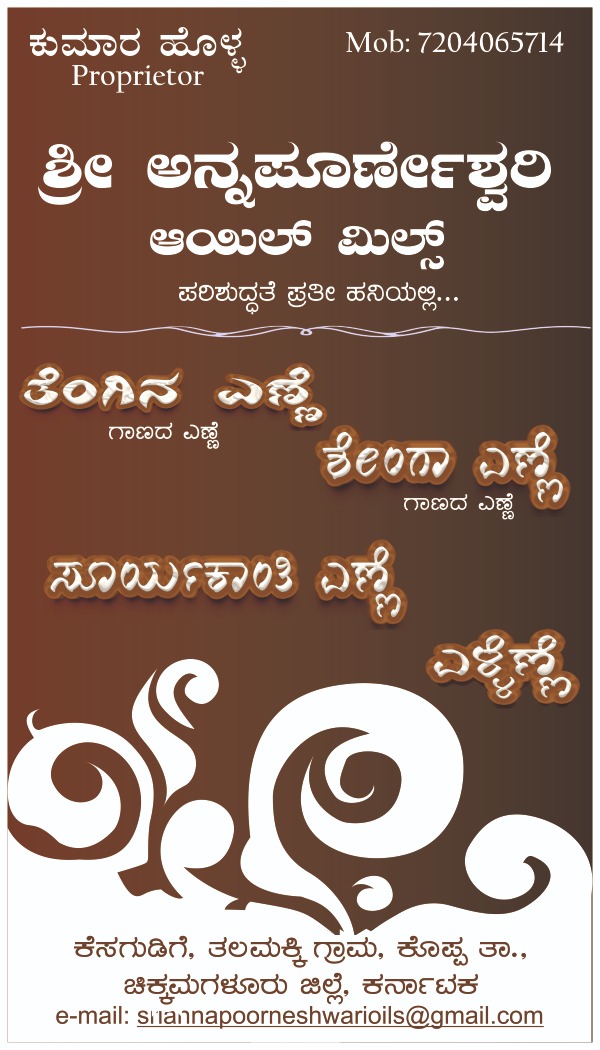 ಕುಮಾರ ಹೊಳ್ಳ
Proprietor
Mob: 7204065714
ಶ್ರೀ ಅನ್ನಪೂರ್ಣೇಶ್ವರಿ
ಆಯಿಲ್ ಮಿಲ್ಸ್
ಪರಿಶುದ್ಧತೆ ಪ್ರತೀ ಹನಿಯಲ್ಲಿ...
ತೆಂಗಿನ ಎಣ್ಣೆ
ಗಾಣದ ಎಣ್ಣೆ
ಶೇಂಗಾ ಎಣ್ಣೆ
ಗಾಣದ ಎಣ್ಣೆ
ಸೂರ್ಯಕಾಂತಿ ಎಣ್ಣೆ
ಎಳ್ಳೆಣ್ಣೆ
ಕೆಸಗುಡಿಗೆ, ತಲಮಕ್ಕಿ ಗ್ರಾಮ, ಕೊಪ್ಪ ತಾ.,
ಚಿಕ್ಕಮಗಳೂರು ಜಿಲ್ಲೆ, ಕರ್ನಾಟಕ
e-mail: sriannapoorneshwarioils@gmail.com